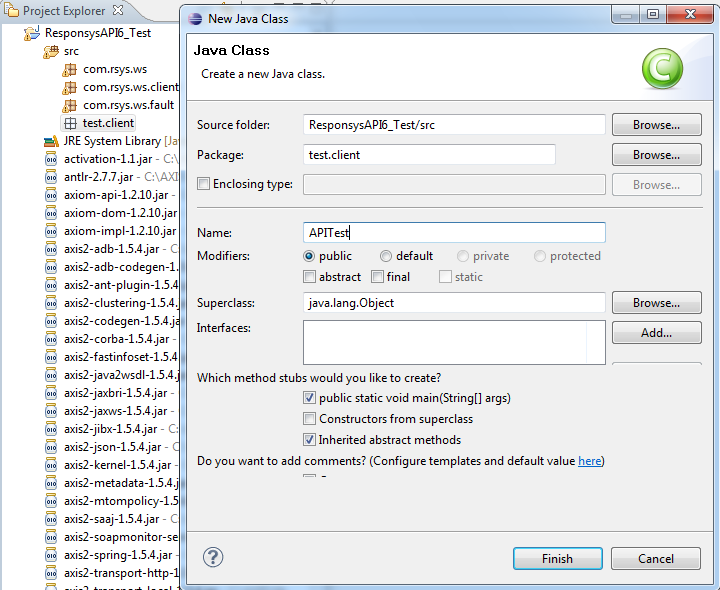 Project Explorer
ResponsysAPI6_Test
src
com.rsys.ws
com.rsys.ws.client
com.rsys.ws.fault
test.client
JRE System Library [Jav
activation-1.1.jar - C:\
antlr-2.7.7.jar - C:\AXI
axiom-api-1.2.10.jar
axiom-dom-1.2.10.jar
axiom-impl-1.2.10.jar
axis2-adb-1.5.4.jar -
axis2-adb-codegen-1.
axis2-ant-plugin-1.5.4
axis2-clustering-1.5.4.
axis2-codegen-1.5.4.ja
axis2-corba-1.5.4.jar
axis2-fastinfoset-1.5.4
axis2-java2wsdl-1.5.4.j
axis2-jaxbri-1.5.4.jar -
axis2-jaxws-1.5.4.jar -
axis2-jibx-1.5.4.jar - C
axis2-json-1.5.4.jar -
axis2-kernel-1.5.4.jar -
axis2-metadata-1.5.4.j
axis2-mtompolicy-1.5
axis2-saaj-1.5.4.jar - C:
axis2-soapmonitor-se
axis2-spring-1.5.4.jar -
axis2-transport-http-1
axis2-transport-local-1
New Java Class
Java Class
Create a new Java class.
C
Source folder: ResponsysAPI6_Test/src Browse...
Package: test.client Browse...
Enclosing type: Browse...
Name: APITest
Modifiers: public default private protected
abstract final static
Superclass: java.lang.Object Browse...
Interfaces: Add...
Which method stubs would you like to create?
public static void main(String[] args)
Constructors from superclass
Inherited abstract methods
Do you want to add comments? (Configure templates and default value here)
? Finish Cancel